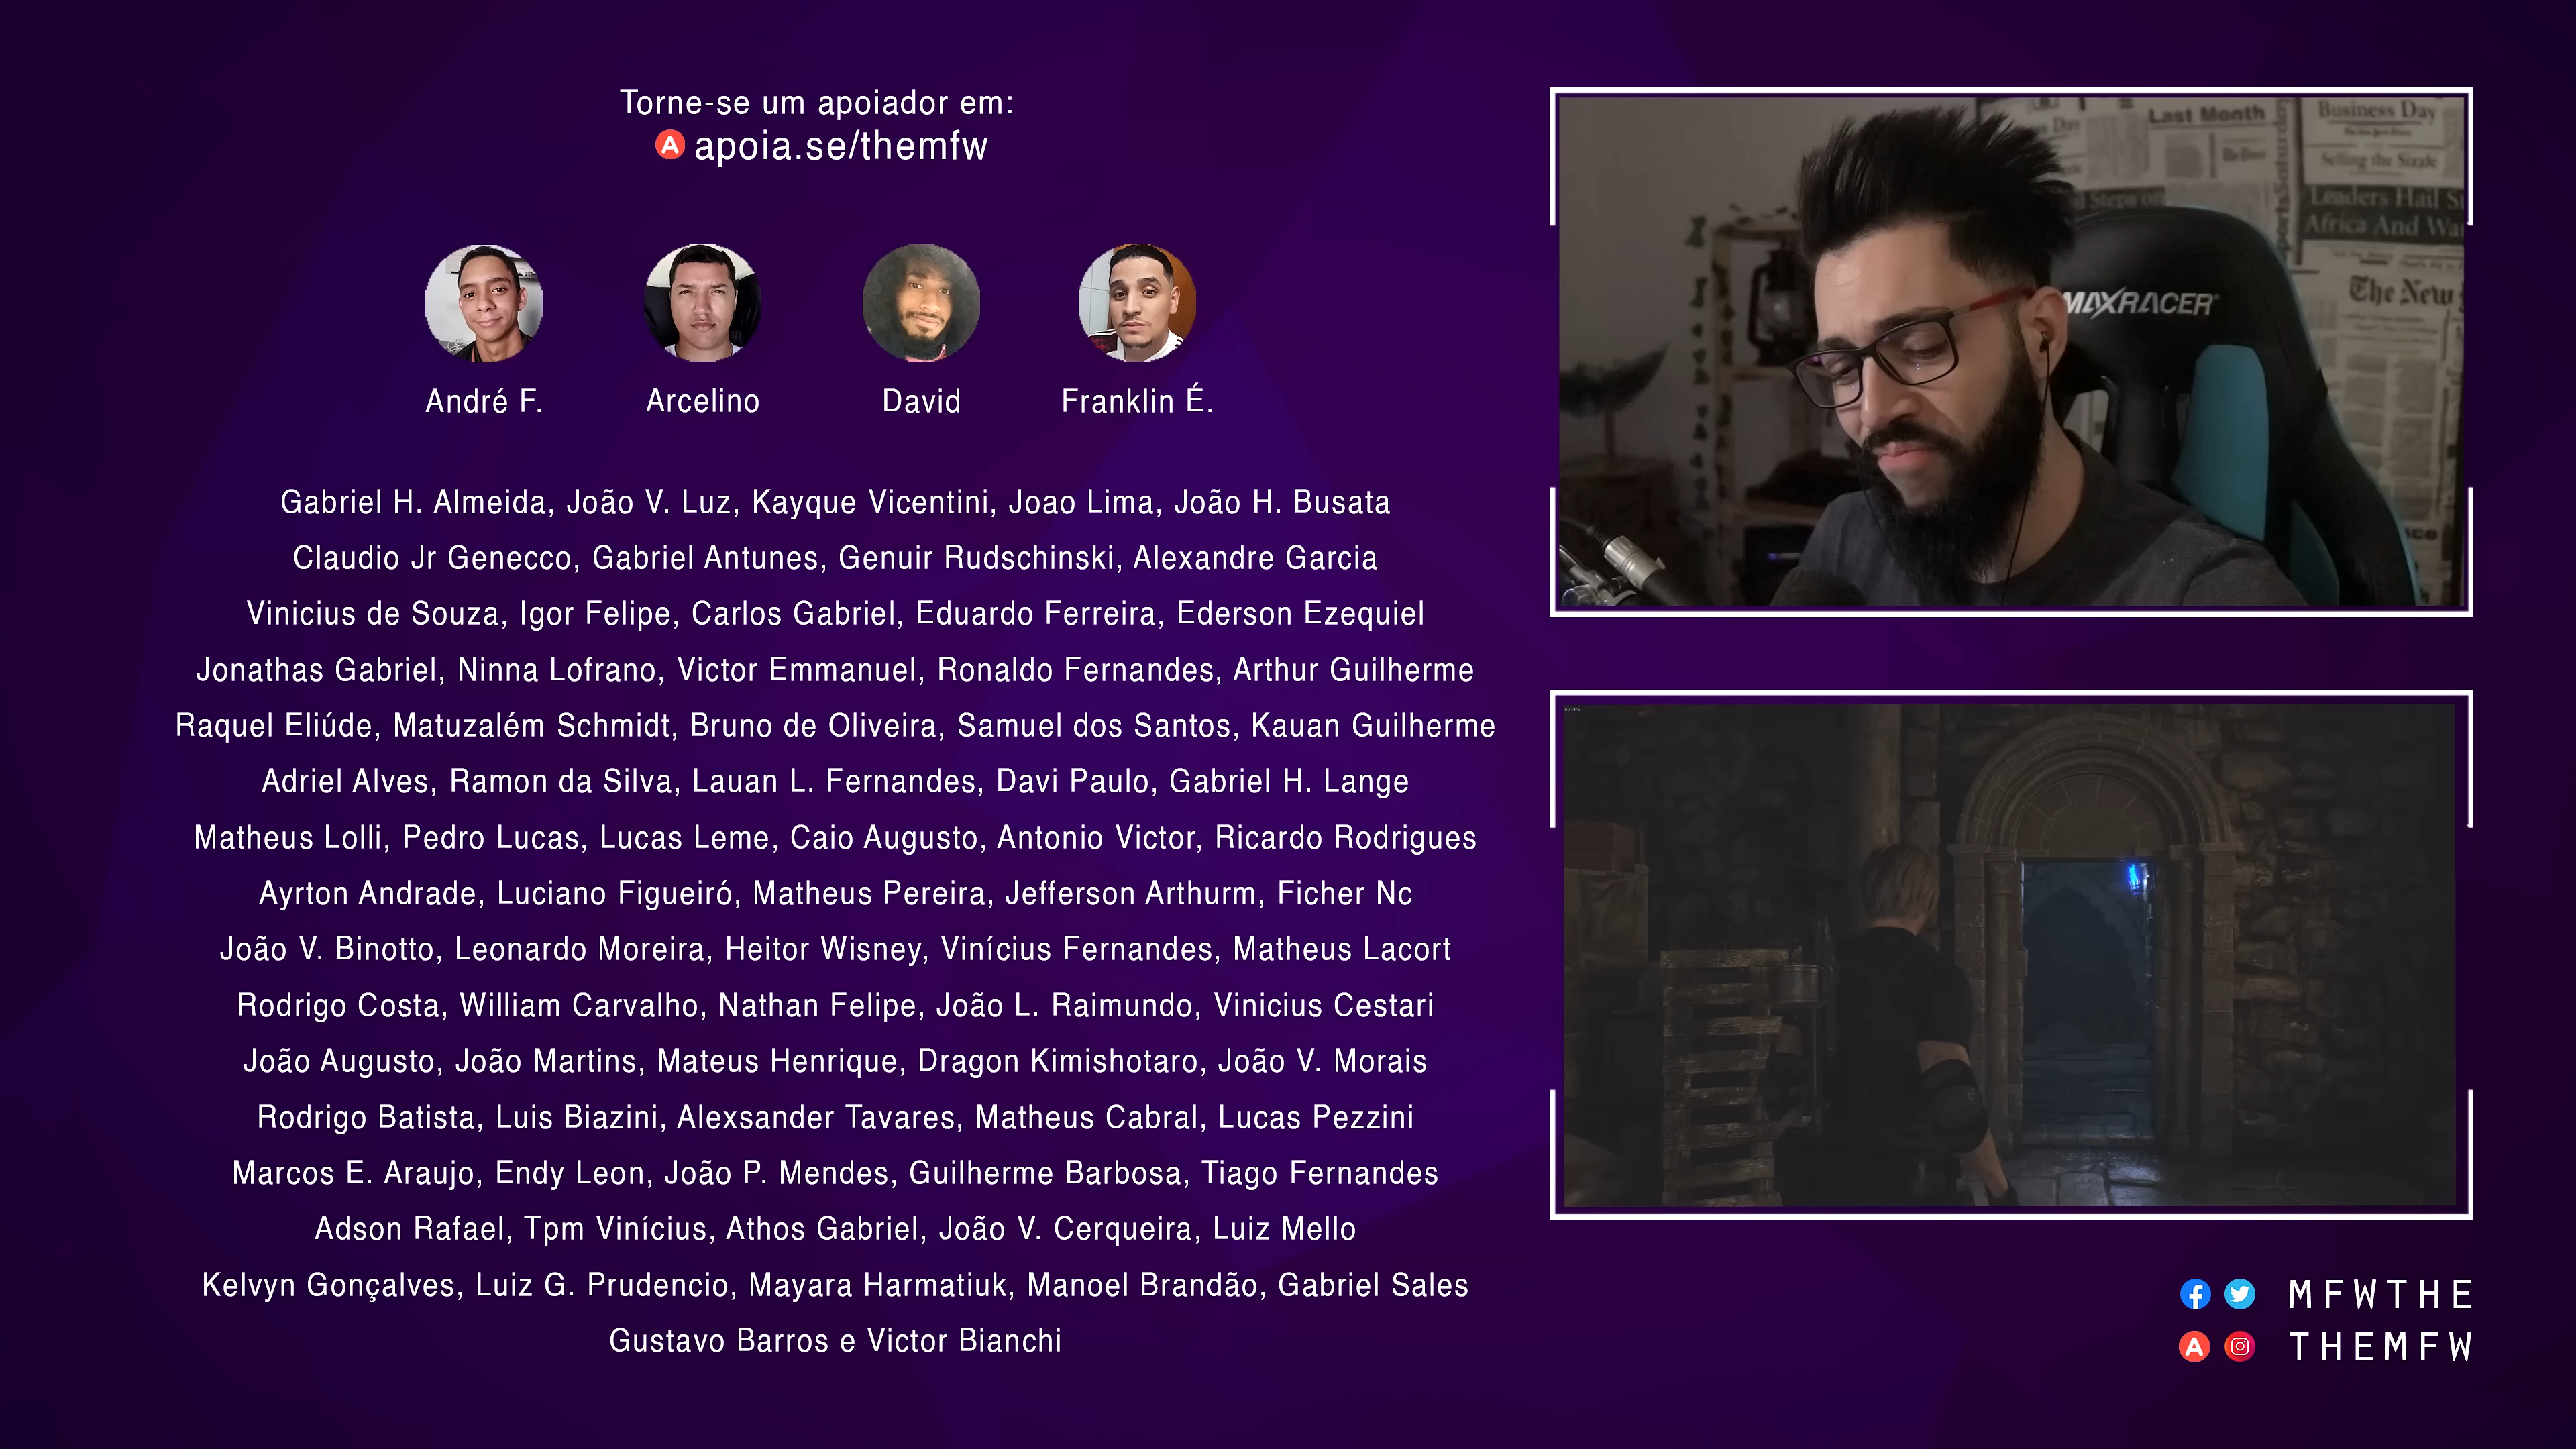 Torne-se um apoiador em:
A apoia.se/themfw
André F.
Arcelino
David
Franklin É.
Gabriel H. Almeida, João V. Luz, Kayque Vicentini, Joao Lima, João H. Busata
Claudio Jr Genecco, Gabriel Antunes, Genuir Rudschinski, Alexandre Garcia
Vinicius de Souza, Igor Felipe, Carlos Gabriel, Eduardo Ferreira, Ederson Ezequiel
Jonathas Gabriel, Ninna Lofrano, Victor Emmanuel, Ronaldo Fernandes, Arthur Guilherme
Raquel Eliúde, Matuzalém Schmidt, Bruno de Oliveira, Samuel dos Santos, Kauan Guilherme
Adriel Alves, Ramon da Silva, Lauan L. Fernandes, Davi Paulo, Gabriel H. Lange
Matheus Lolli, Pedro Lucas, Lucas Leme, Caio Augusto, Antonio Victor, Ricardo Rodrigues
Ayrton Andrade, Luciano Figueiró, Matheus Pereira, Jefferson Arthurm, Ficher Nc
João V. Binotto, Leonardo Moreira, Heitor Wisney, Vinícius Fernandes, Matheus Lacort
Rodrigo Costa, William Carvalho, Nathan Felipe, João L. Raimundo, Vinicius Cestari
João Augusto, João Martins, Mateus Henrique, Dragon Kimishotaro, João V. Morais
Rodrigo Batista, Luis Biazini, Alexsander Tavares, Matheus Cabral, Lucas Pezzini
Marcos E. Araujo, Endy Leon, João P. Mendes, Guilherme Barbosa, Tiago Fernandes
Adson Rafael, Tpm Vinícius, Athos Gabriel, João V. Cerqueira, Luiz Mello
Kelvyn Gonçalves, Luiz G. Prudencio, Mayara Harmatiuk, Manoel Brandão, Gabriel Sales
Gustavo Barros e Victor Bianchi
Last Month
Business Day
Selling the Sizzle
Leaders Hail
Africa And
The New
MAXRACER
MFWTHE
A THEMFW